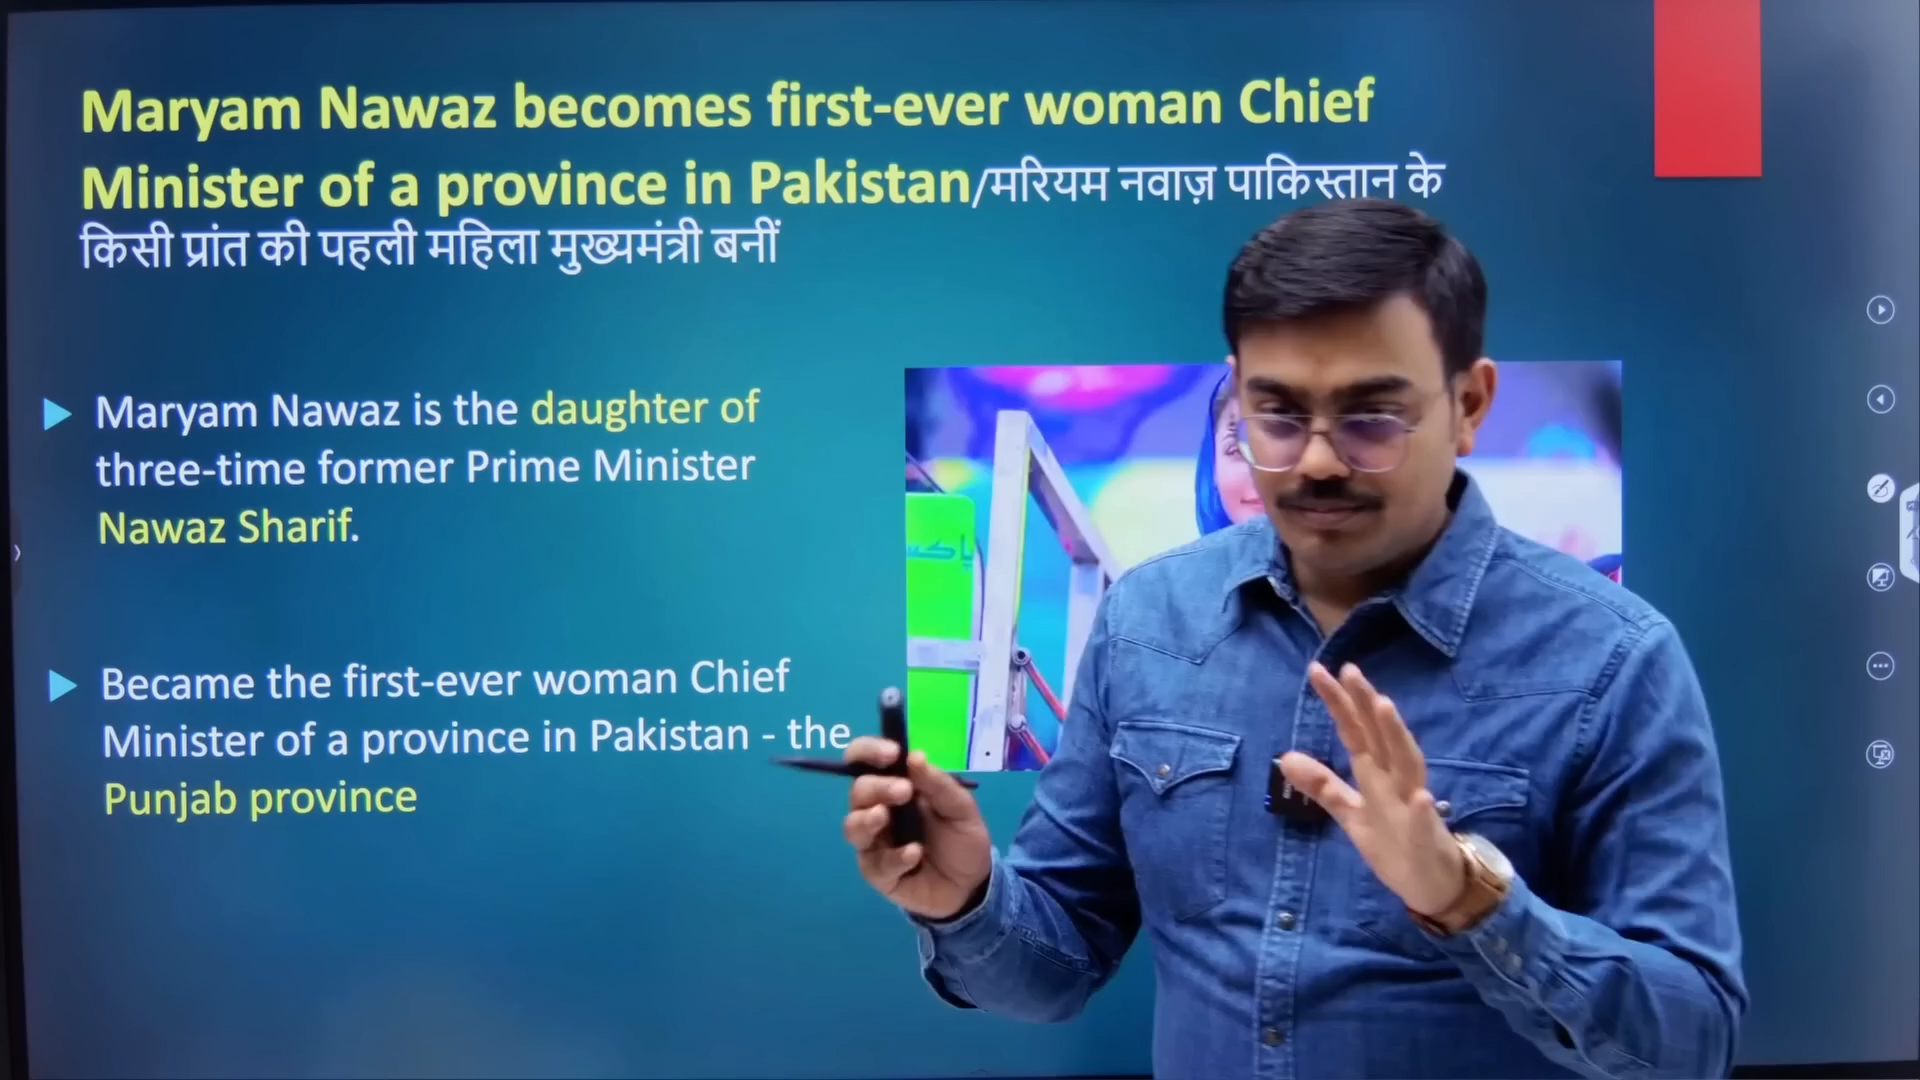 Maryam Nawaz becomes first-ever woman Chief
Minister of a province in Pakistan/मरियम नवाज़ पाकिस्तान के
किसी प्रांत की पहली महिला मुख्यमंत्री बनीं
Maryam Nawaz is the daughter of
three-time former Prime Minister
Nawaz Sharif.
Became the first-ever woman Chief
Minister of a province in Pakistan - the
Punjab province